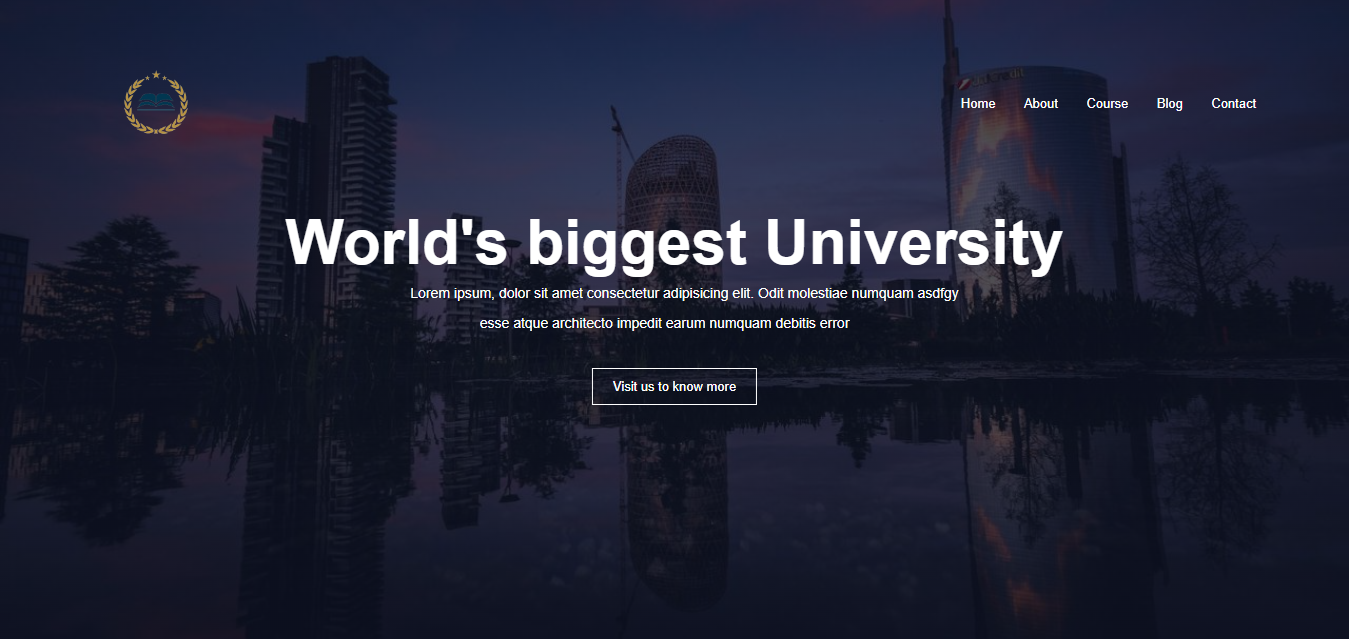 Home About Course Blog Contact
World's biggest University
Lorem ipsum, dolor sit amet consectetur adipisicing elit. Odit molestiae numquam asdfgy
esse atque architecto impedit earum numquam debitis error
Visit us to know more